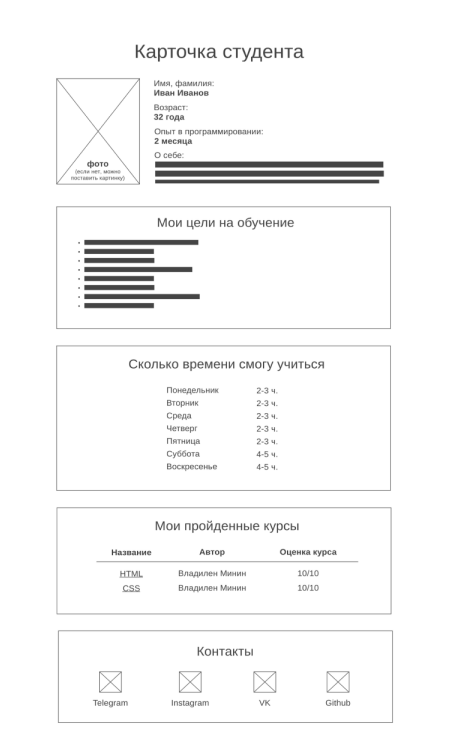 Карточка студента
Имя, фамилия:
Иван Иванов
Возраст:
32 года
Опыт в программировании:
2 месяца
О себе:
фото
(если нет, можно
поставить картинку)
Мои цели на обучение
Сколько времени смогу учиться
Понедельник 2-3 ч.
Вторник 2-3 ч.
Среда 2-3 ч.
Четверг 2-3 ч.
Пятница 2-3 ч.
Суббота 4-5 ч.
Воскресенье 4-5 ч.
Мои пройденные курсы
Название Автор Оценка курса
HTML Владилен Минин 10/10
CSS Владилен Минин 10/10
Контакты
Telegram Instagram VK Github